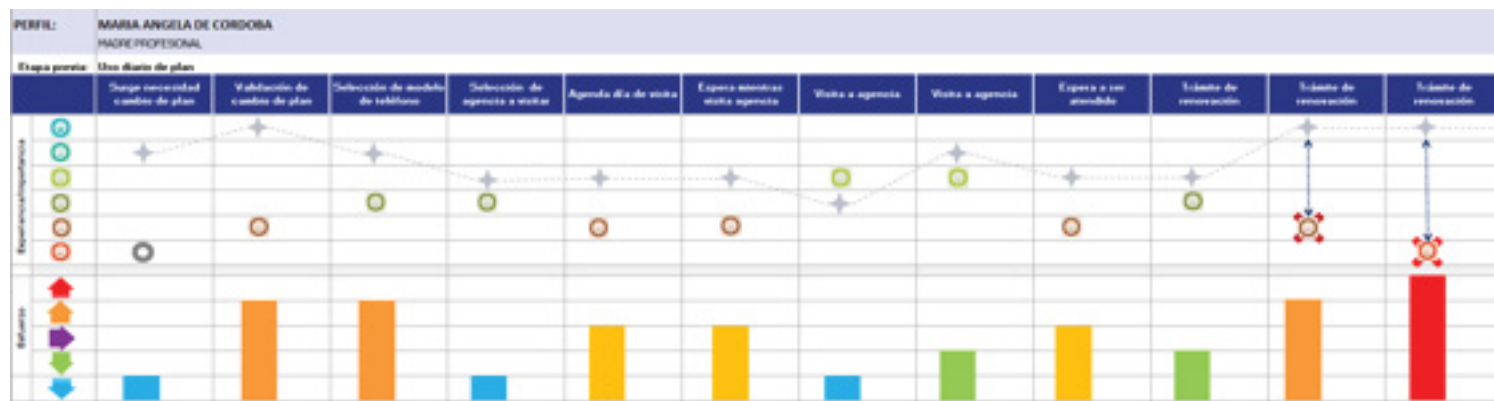 PERFIL: MARIA ANGELA DE CORDOBA
MADRE PROFESIONAL
Etapa previa: Uso diario de plan
Surge necesidad cambio de plan
Validación de cambio de plan
Selección de modelo de teléfono
Selección de agencia a visitar
Agenda día de visita
Espera mientras visita agencia
Visita a agencia
Visita a agencia
Espera a ser atendido
Trámite de renovación
Trámite de renovación
Trámite de renovación
Experiencia/Importancia
Esfuerzo